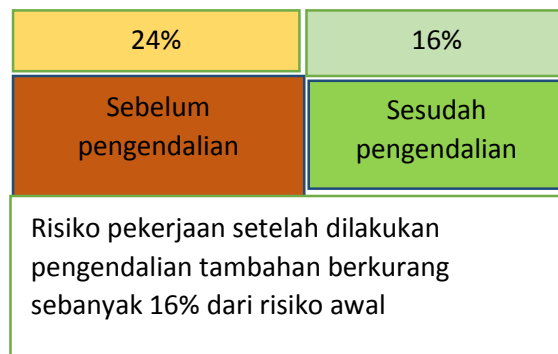 24%
16%
Sebelum
pengendalian
Sesudah
pengendalian
Risiko pekerjaan setelah dilakukan
pengendalian tambahan berkurang
sebanyak 16% dari risiko awal